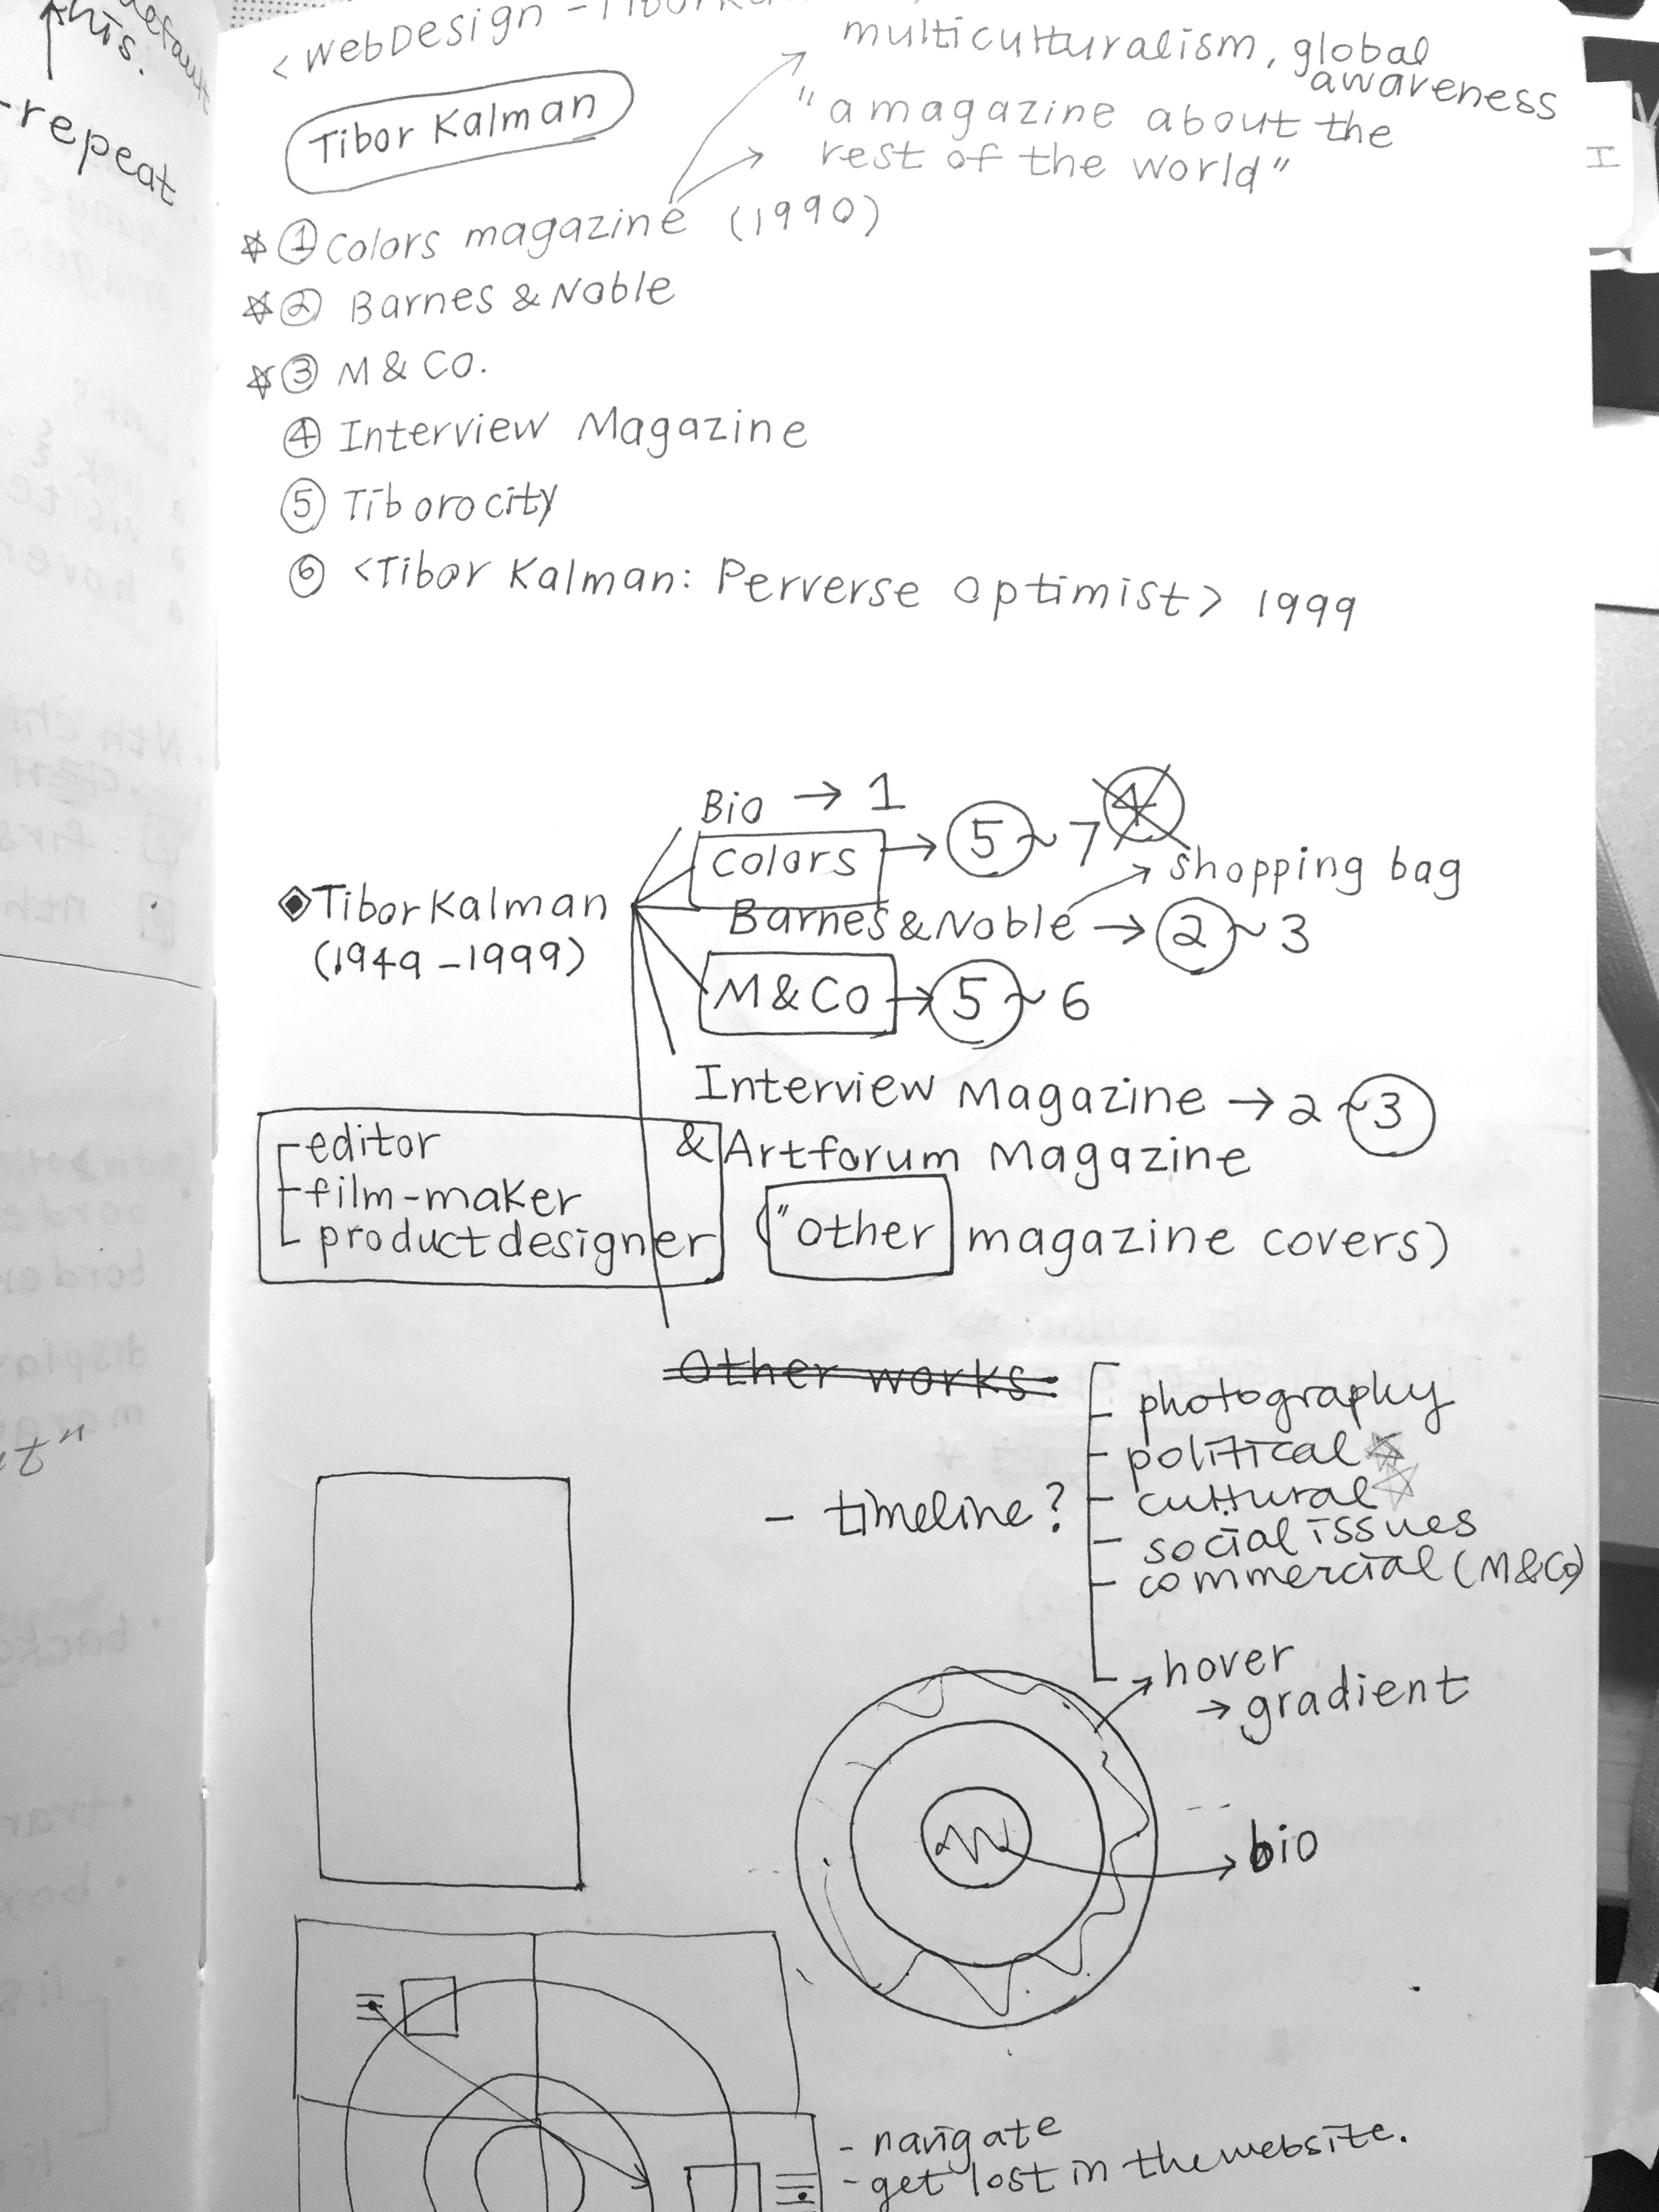 this.
default
-repeat
< WebDesign - Tibor
Tibor Kalman
multiculturalism, global
awareness
"a magazine about the
rest of the world"
① Colors magazine (1990)
② Barnes & Noble
③ M & Co.
④ Interview Magazine
⑤ Tiborocity
⑥ <Tibor Kalman: Perverse Optimist> 1999
Bio → 1
Colors → 5 ~ 7 4
→ shopping bag
◆ Tibor Kalman
(1949 - 1999)
Barnes & Noble → 2 ~ 3
M & Co → 5 ~ 6
Interview Magazine → 2 ~ 3
& Artforum Magazine
("other magazine covers)
- editor
- film-maker
- product designer
Other works
- timeline?
- photography
- political
- cultural
- social issues
- commercial (M&Co)
→ hover
→ gradient
→ bio
- navigate
- get lost in the website.